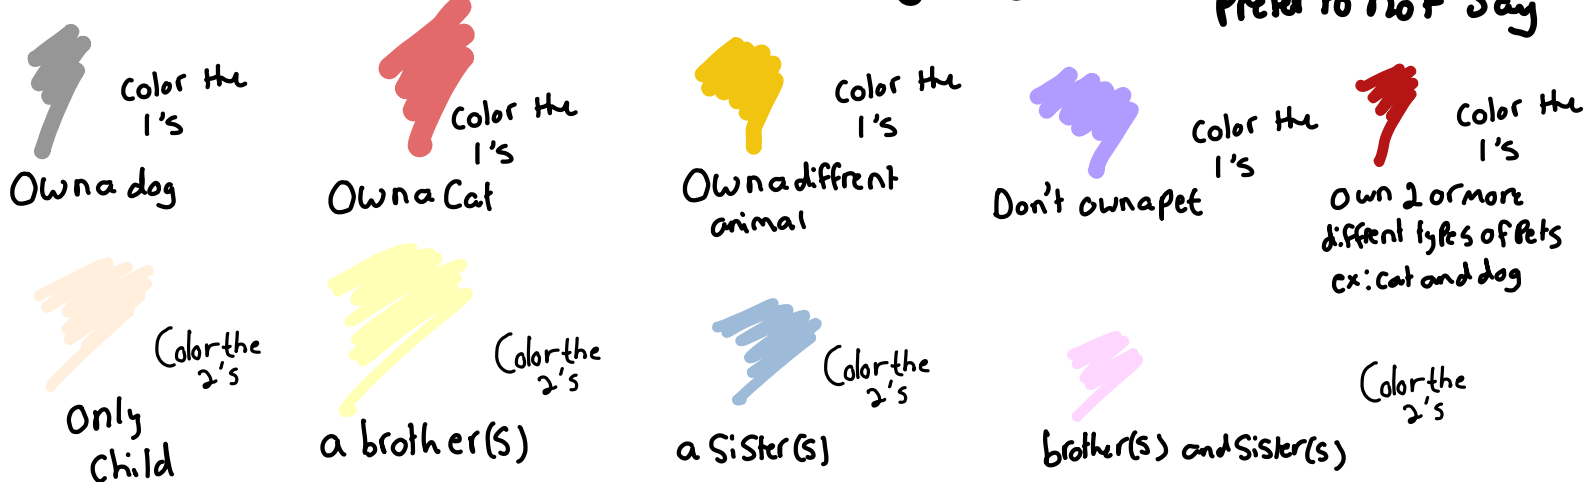 Prefer to not say
Color the
1's
Own a dog
Color the
1's
Own a Cat
Color the
1's
Own a diffrent
animal
Color the
1's
Don't own a pet
Color the
1's
Own 2 or more
diffrent types of Pets
ex: cat and dog
Color the
2's
Only
Child
Color the
2's
a brother(s)
Color the
2's
a Sister(s)
Color the
2's
brother(s) and Sister(s)